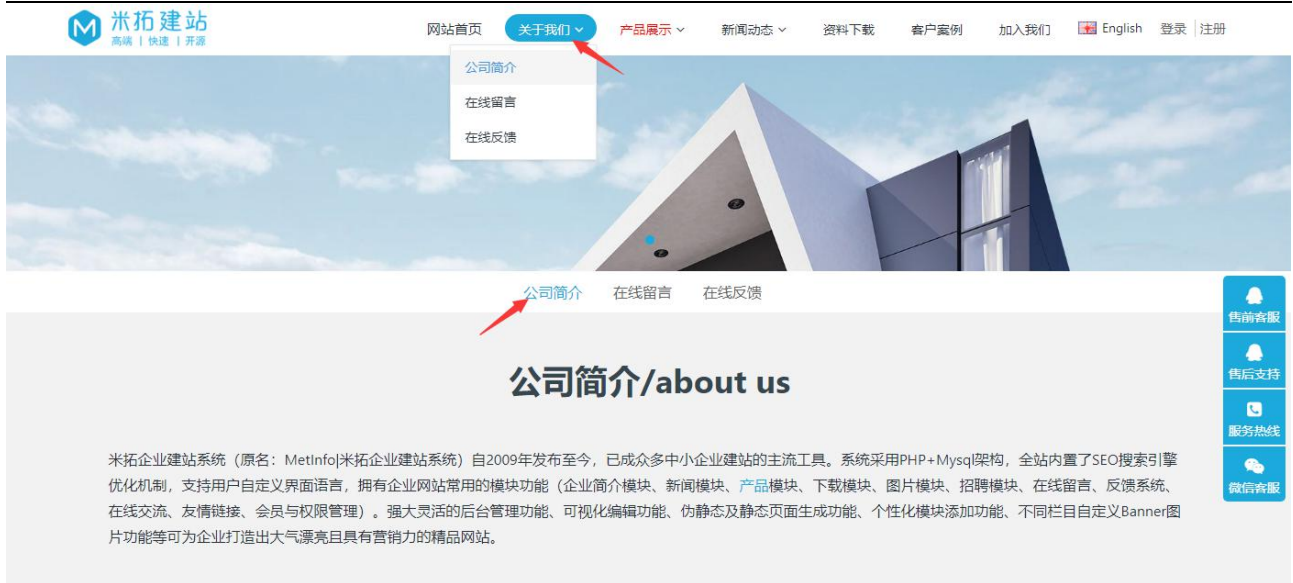 米拓建站
高端 | 快速 | 开源
网站首页 关于我们 产品展示 新闻动态 资料下载 客户案例 加入我们 English 登录 注册
公司简介
在线留言
在线反馈
公司简介 在线留言 在线反馈
售前客服
售后支持
服务热线
微信客服
公司简介/about us
米拓企业建站系统（原名：MetInfo|米拓企业建站系统）自2009年发布至今，已成众多中小企业建站的主流工具。系统采用PHP+Mysql架构，全站内置了SEO搜索引擎
优化机制，支持用户自定义界面语言，拥有企业网站常用的模块功能（企业简介模块、新闻模块、产品模块、下载模块、图片模块、招聘模块、在线留言、反馈系统、
在线交流、友情链接、会员与权限管理）。强大灵活的后台管理功能、可视化编辑功能、伪静态及静态页面生成功能、个性化模块添加功能、不同栏目自定义Banner图
片功能等可为企业打造出大气漂亮且具有营销力的精品网站。